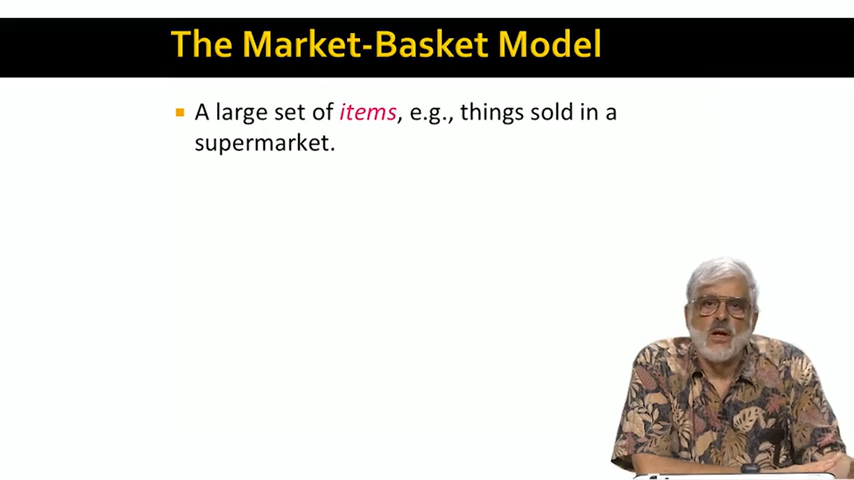 The Market-Basket Model
A large set of items, e.g., things sold in a
supermarket.